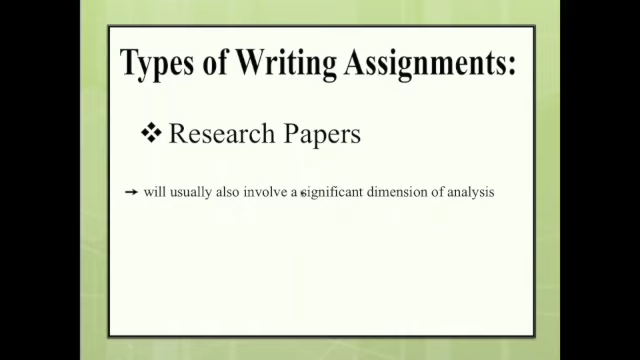 Types of Writing Assignments:
❖ Research Papers
→ will usually also involve a significant dimension of analysis